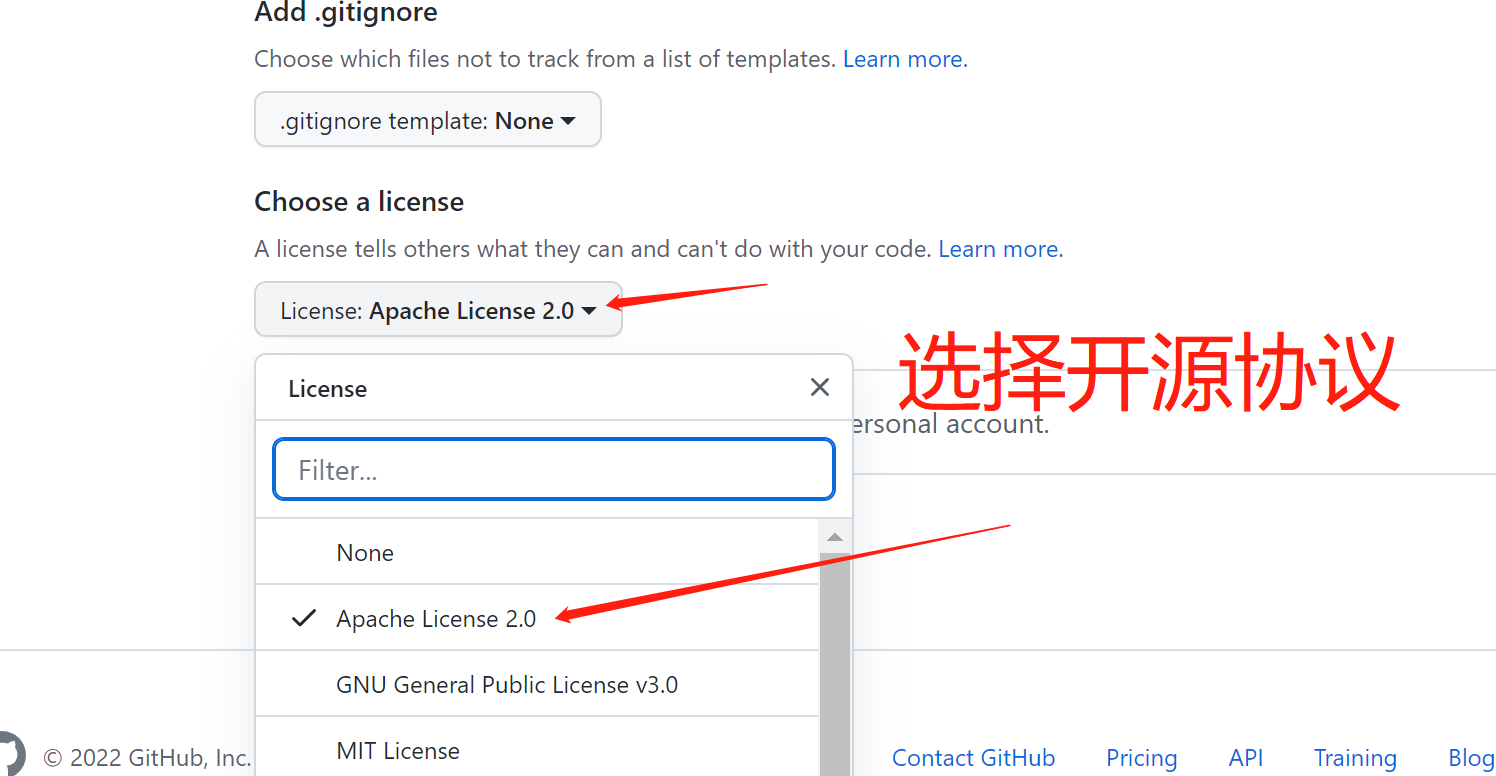 Add .gitignore
Choose which files not to track from a list of templates. Learn more.
.gitignore template: None
Choose a license
A license tells others what they can and can't do with your code. Learn more.
License: Apache License 2.0
选择开源协议
License
ersonal account.
Filter...
None
Apache License 2.0
GNU General Public License v3.0
MIT License
© 2022 GitHub, Inc. Contact GitHub Pricing API Training Blog